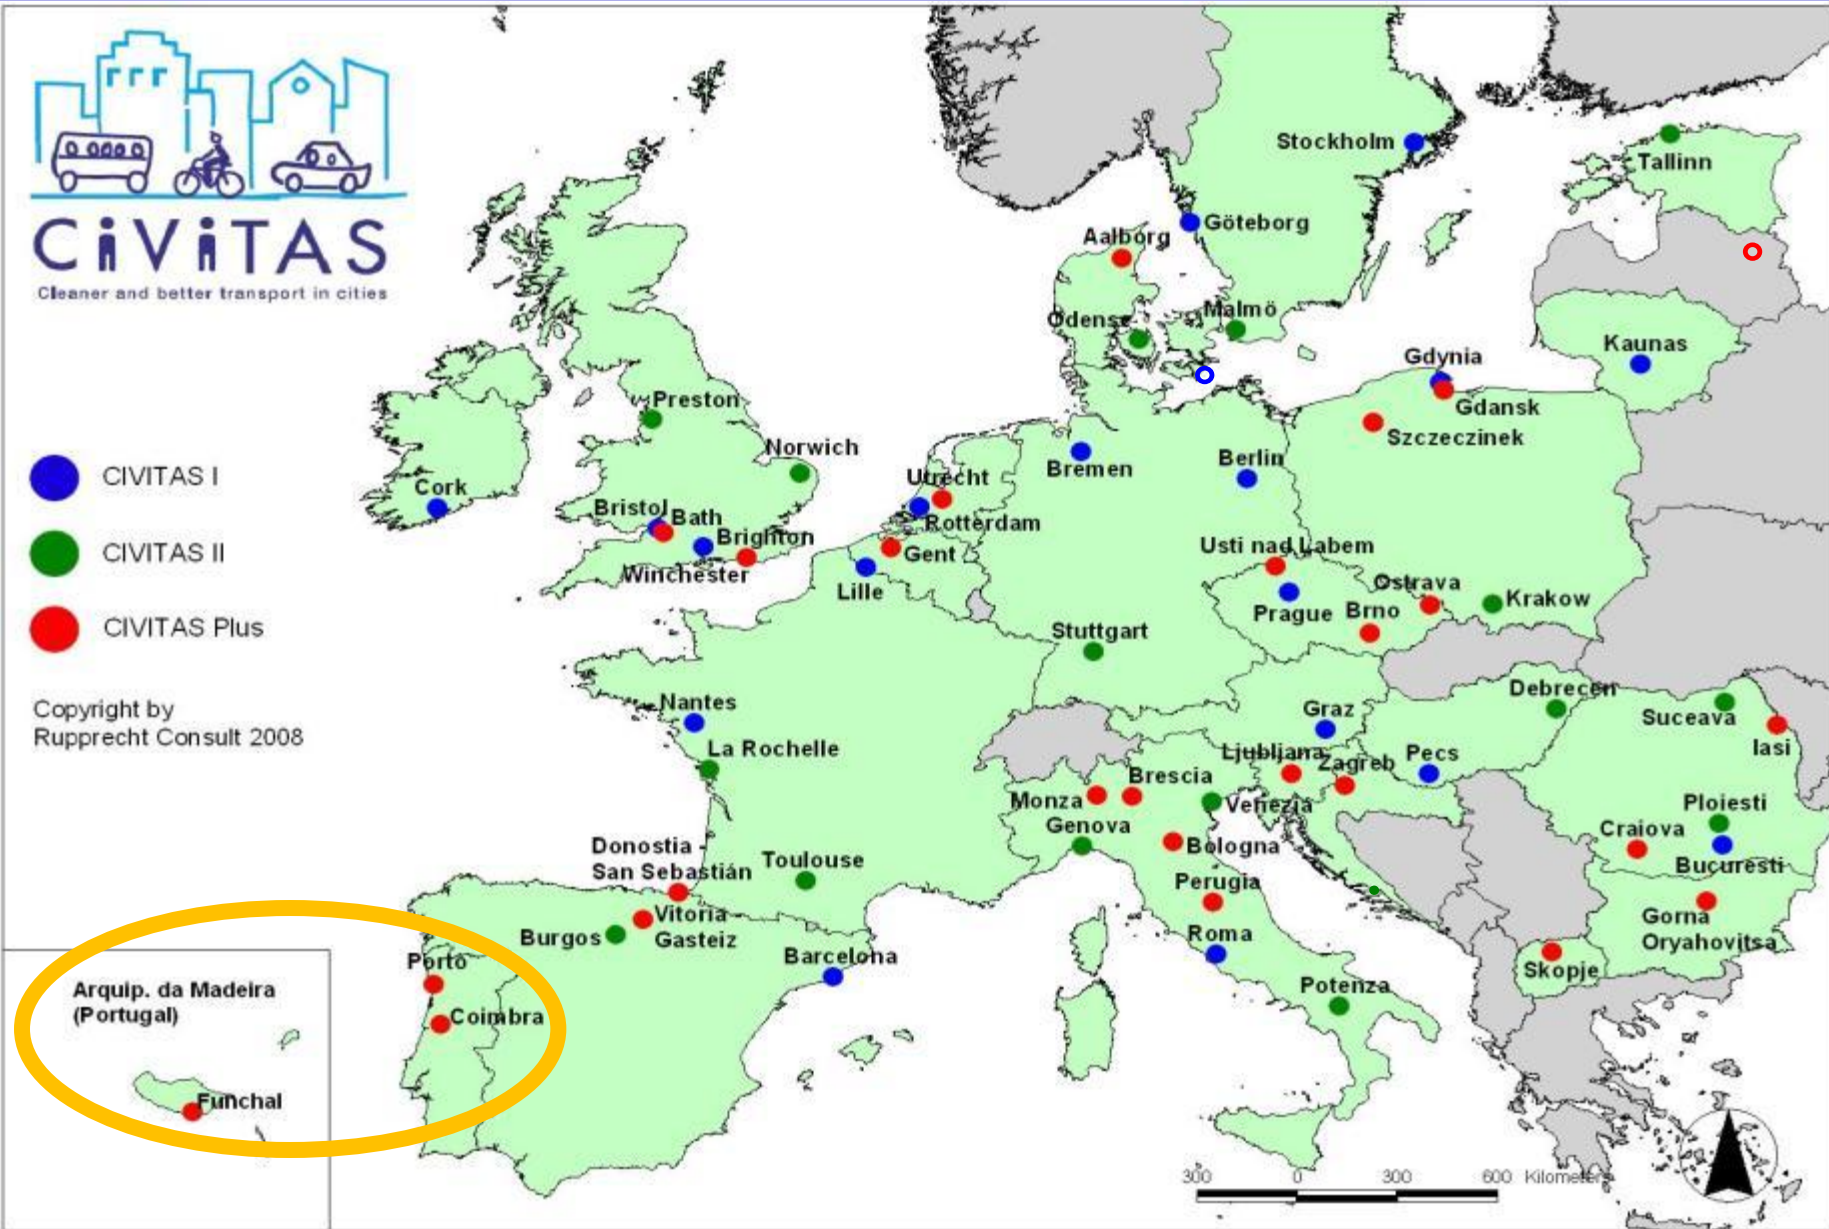 CiViTAS
Cleaner and better transport in cities
CIVITAS I
CIVITAS II
CIVITAS Plus
Copyright by
Rupprecht Consult 2008
Stockholm
Tallinn
Göteborg
Aalborg
Malmö
Odense
Kaunas
Gdynia
Gdansk
Szczeczinek
Preston
Norwich
Cork
Bristol
Bath
Brighton
Winchester
Utrecht
Rotterdam
Gent
Lille
Bremen
Berlin
Usti nad Labem
Prague
Ostrava
Brno
Krakow
Stuttgart
Nantes
La Rochelle
Graz
Debrecen
Suceava
Iasi
Ljubljana
Zagreb
Pecs
Brescia
Monza
Venezia
Genova
Bologna
Ploiesti
Craiova
Bucuresti
Donostia -
San Sebastián
Toulouse
Perugia
Vitoria
Gasteiz
Burgos
Barcelona
Roma
Gorna
Oryahovitsa
Skopje
Potenza
Porto
Coimbra
Arquip. da Madeira
(Portugal)
Funchal
300 0 300 600 Kilometers